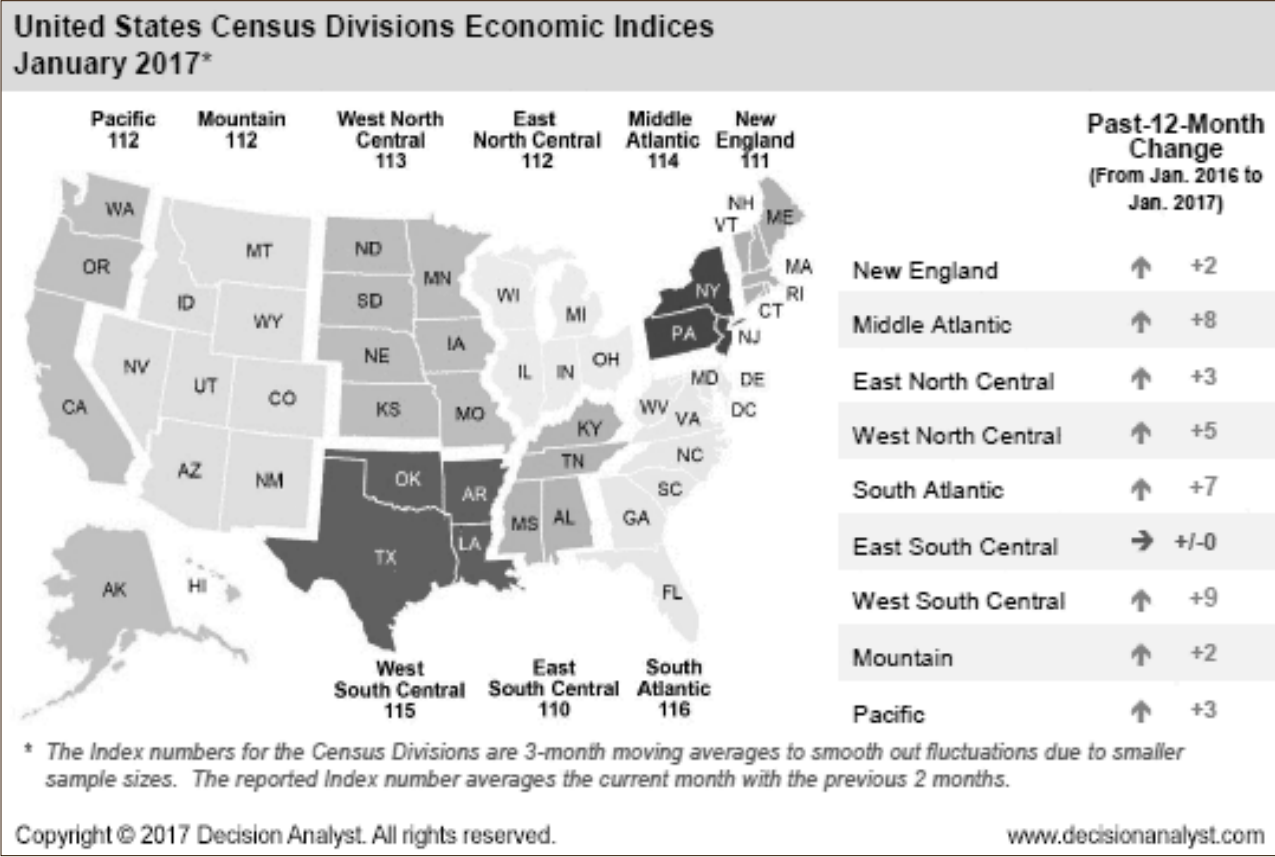 United States Census Divisions Economic Indices
January 2017*
Pacific
112
Mountain
112
West North
Central
113
East
North Central
112
Middle
Atlantic
114
New
England
111
Past-12-Month
Change
(From Jan. 2016 to
Jan. 2017)
WA
OR
CA
MT
ID
WY
NV
UT
CO
AZ
NM
ND
SD
NE
KS
MN
IA
MO
WI
MI
IL
IN
OH
NH
VT
ME
MA
RI
CT
NY
PA
NJ
MD
DE
DC
WV
VA
NC
SC
GA
FL
KY
TN
MS
AL
OK
AR
TX
LA
AK
HI
New England +2
Middle Atlantic +8
East North Central +3
West North Central +5
South Atlantic +7
East South Central +/-0
West South Central +9
Mountain +2
Pacific +3
West
South Central
115
East
South Central
110
South
Atlantic
116
* The Index numbers for the Census Divisions are 3-month moving averages to smooth out fluctuations due to smaller
sample sizes. The reported Index number averages the current month with the previous 2 months.
Copyright © 2017 Decision Analyst. All rights reserved.
www.decisionanalyst.com